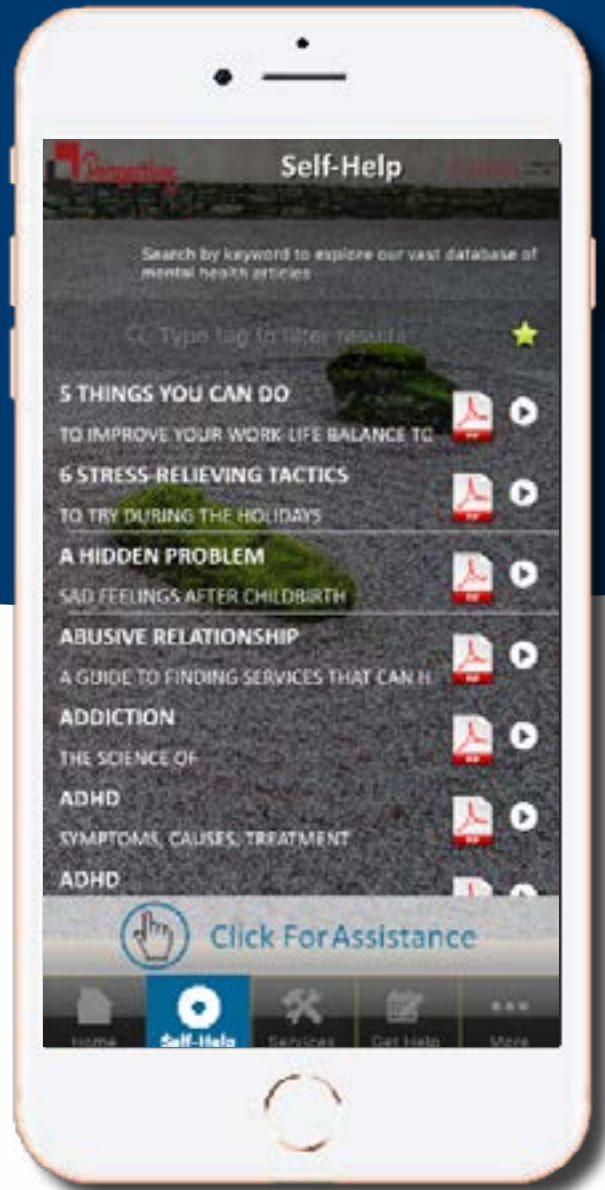 Self-Help
Search by keyword to explore our vast database of
mental health articles
Type tag to filter results
5 THINGS YOU CAN DO
TO IMPROVE YOUR WORK-LIFE BALANCE TO
6 STRESS-RELIEVING TACTICS
TO TRY DURING THE HOLIDAYS
A HIDDEN PROBLEM
SAD FEELINGS AFTER CHILDBIRTH
ABUSIVE RELATIONSHIP
A GUIDE TO FINDING SERVICES THAT CAN H
ADDICTION
THE SCIENCE OF
ADHD
SYMPTOMS, CAUSES, TREATMENT
ADHD
Click For Assistance
Home
Self-Help
Services
Get Help
More